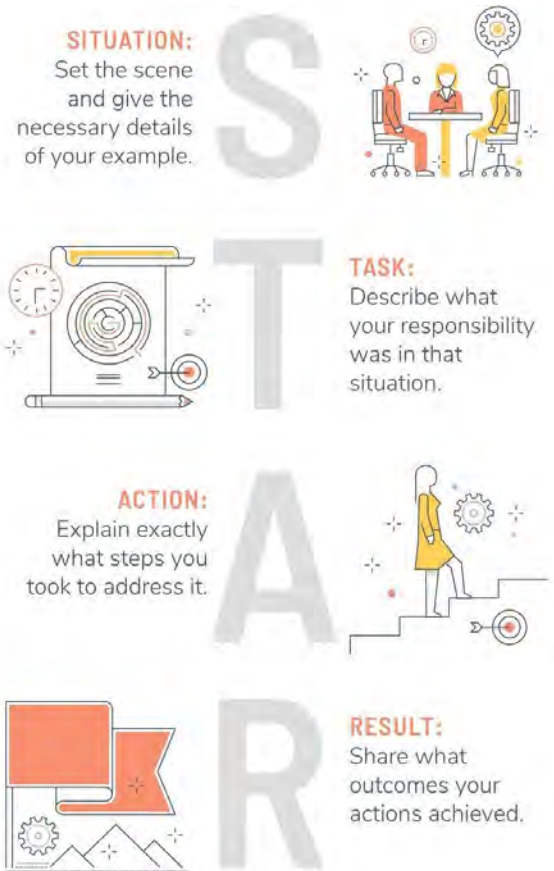 S
SITUATION:
Set the scene
and give the
necessary details
of your example.
T
TASK:
Describe what
your responsibility
was in that
situation.
A
ACTION:
Explain exactly
what steps you
took to address it.
R
RESULT:
Share what
outcomes your
actions achieved.